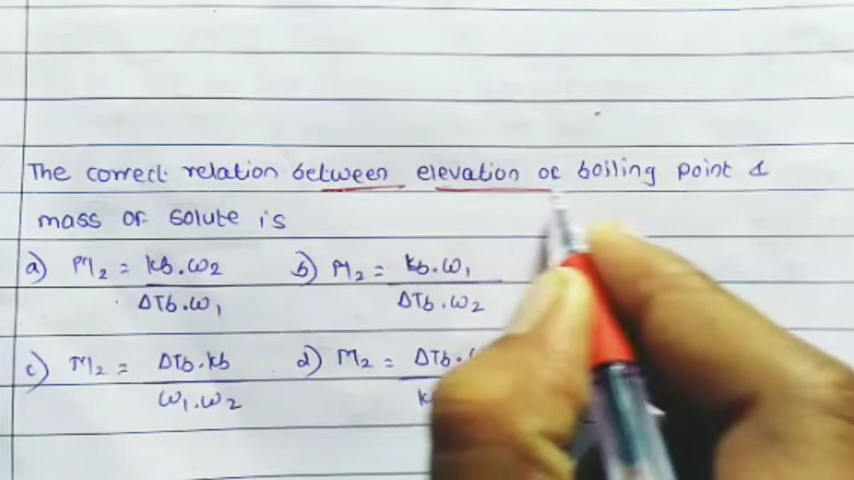 The correct relation between elevation of boiling point &
mass of solute is
a) M₂ = kb.ω₂ / ΔTb.ω₁ b) M₂ = kb.ω₁ / ΔTb.ω₂
c) M₂ = ΔTb.kb / ω₁.ω₂ d) M₂ = ΔTb. / k